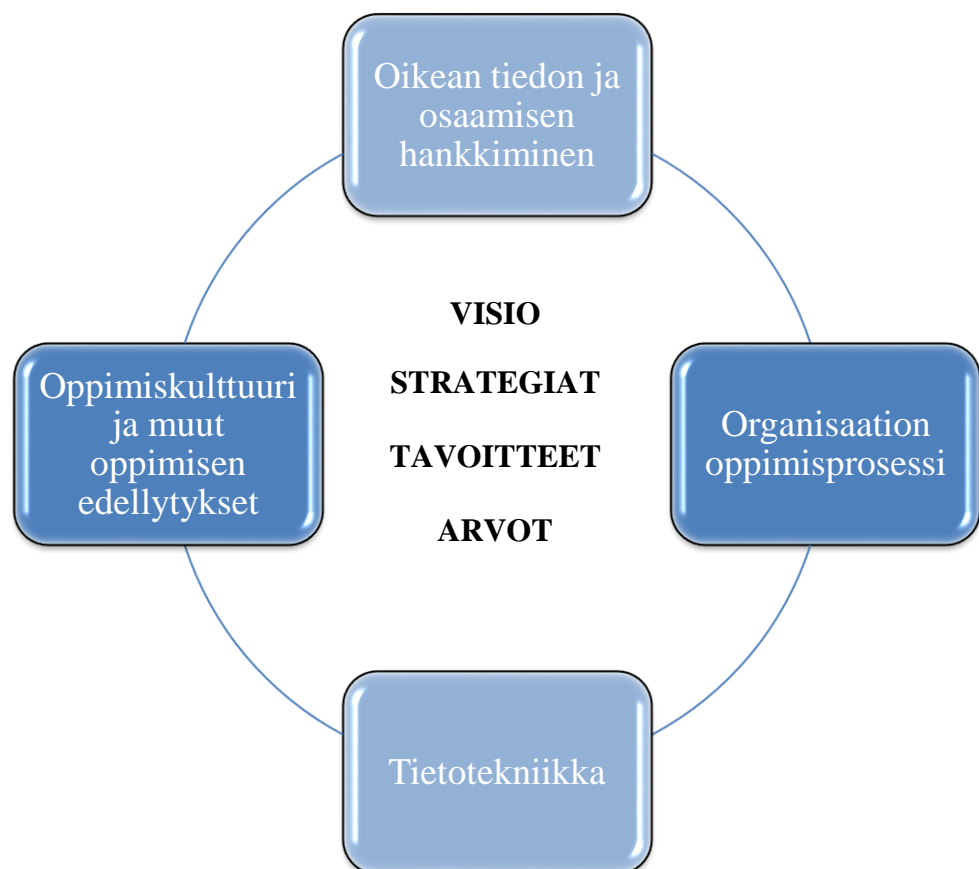 Oikean tiedon ja
osaamisen
hankkiminen
VISIO
STRATEGIAT
TAVOITTEET
ARVOT
Oppimiskulttuuri
ja muut
oppimisen
edellytykset
Organisaation
oppimisprosessi
Tietotekniikka